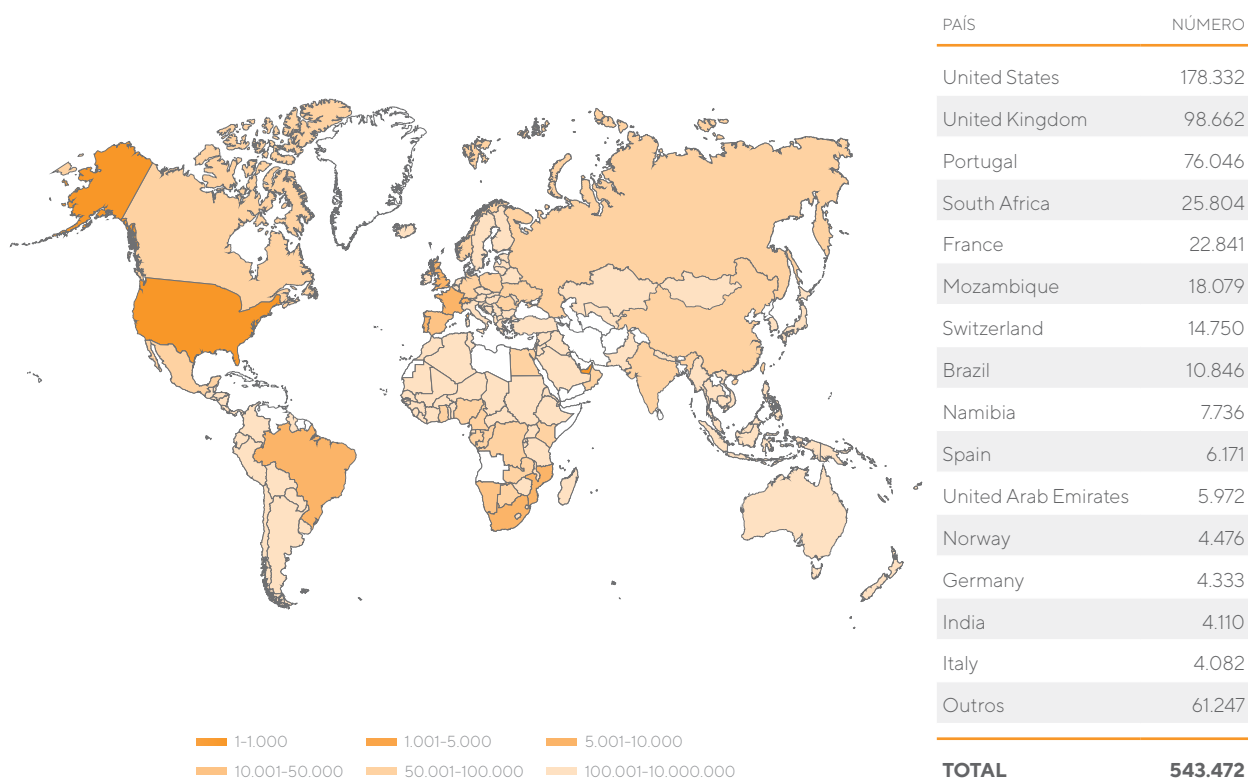 PAÍS NÚMERO
United States 178.332
United Kingdom 98.662
Portugal 76.046
South Africa 25.804
France 22.841
Mozambique 18.079
Switzerland 14.750
Brazil 10.846
Namibia 7.736
Spain 6.171
United Arab Emirates 5.972
Norway 4.476
Germany 4.333
India 4.110
Italy 4.082
Outros 61.247
TOTAL 543.472
1-1.000 1.001-5.000 5.001-10.000
10.001-50.000 50.001-100.000 100.001-10.000.000